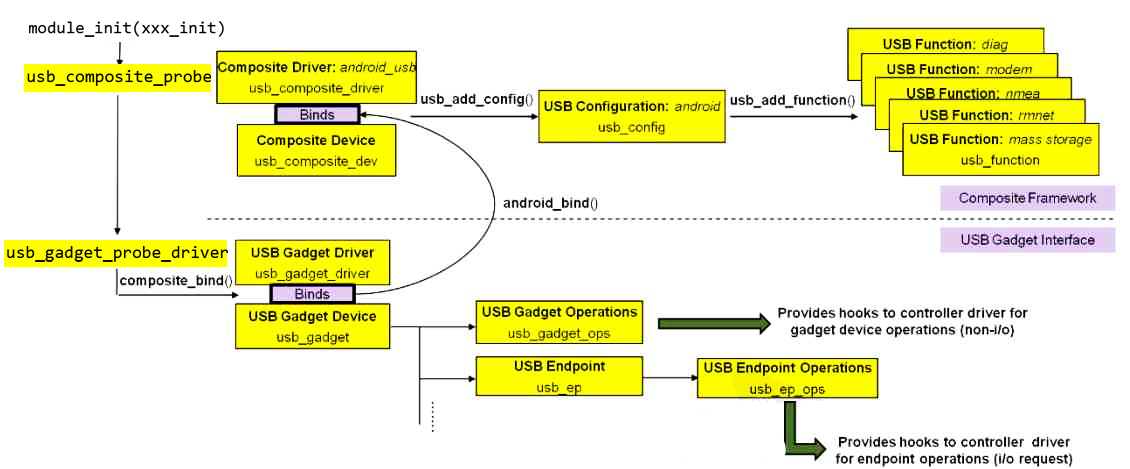 module_init(xxx_init)
usb_composite_probe
Composite Driver: android_usb
usb_composite_driver
Binds
Composite Device
usb_composite_dev
usb_add_config()
USB Configuration: android
usb_config
usb_add_function()
USB Function: diag
USB Function: modem
USB Function: nmea
USB Function: rmnet
USB Function: mass storage
usb_function
android_bind()
Composite Framework
USB Gadget Interface
usb_gadget_probe_driver
composite_bind()
USB Gadget Driver
usb_gadget_driver
Binds
USB Gadget Device
usb_gadget
USB Gadget Operations
usb_gadget_ops
Provides hooks to controller driver for
gadget device operations (non-i/o)
USB Endpoint
usb_ep
USB Endpoint Operations
usb_ep_ops
Provides hooks to controller driver
for endpoint operations (i/o request)